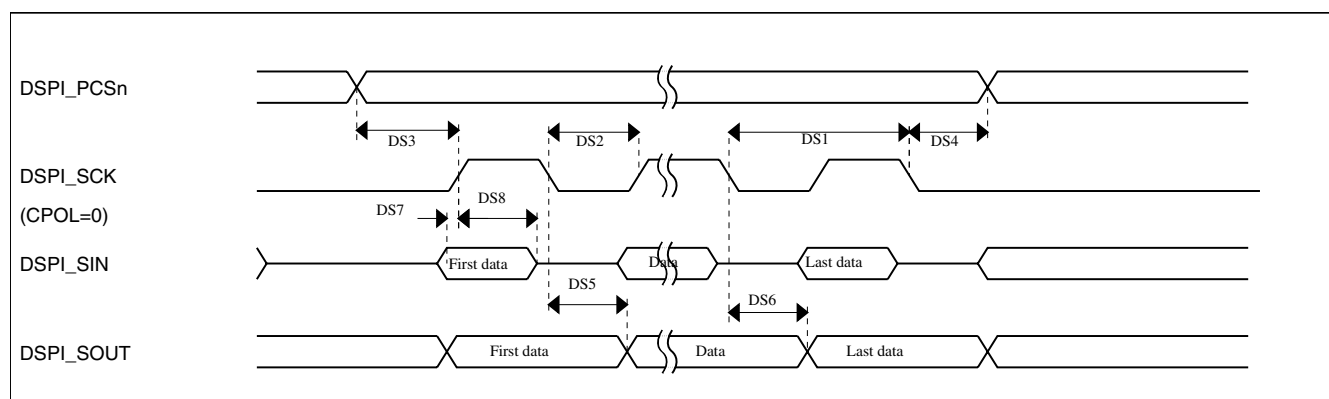 DSPI_PCSn
DS3
DS2
DS1
DS4
DSPI_SCK
(CPOL=0)
DS7
DS8
DSPI_SIN
First data
Data
Last data
DS5
DS6
DSPI_SOUT
First data
Data
Last data